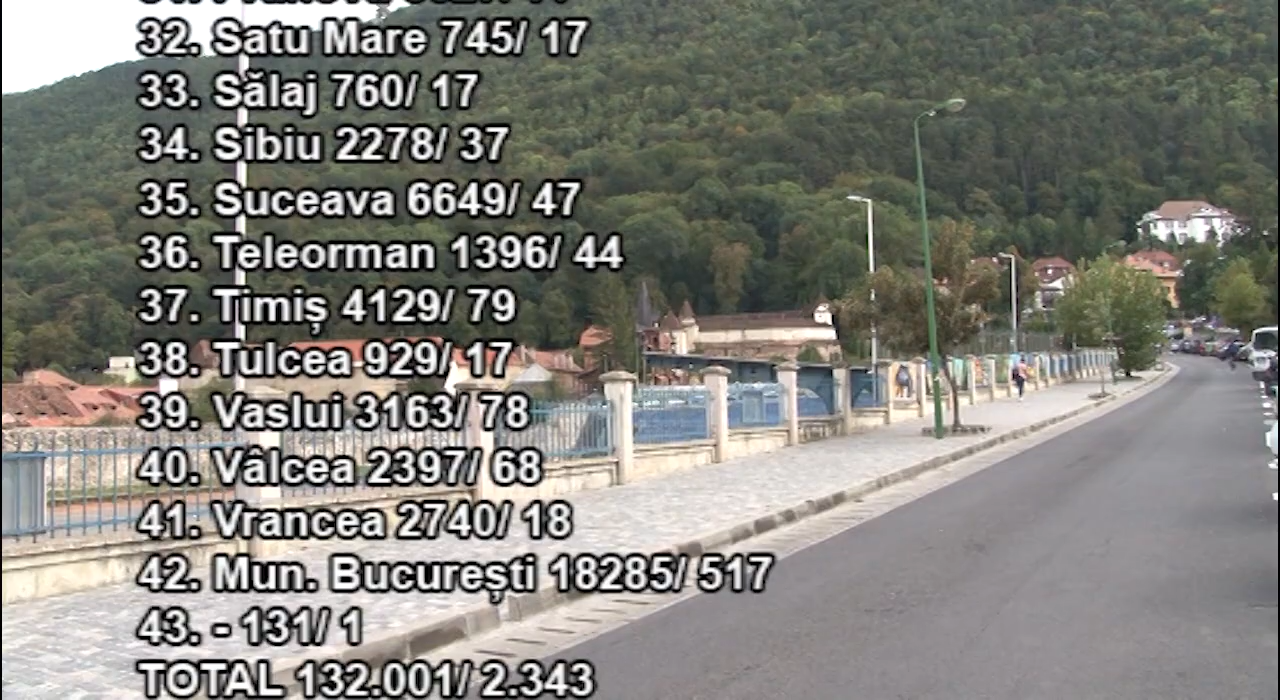 32. Satu Mare 745/ 17
33. Sălaj 760/ 17
34. Sibiu 2278/ 37
35. Suceava 6649/ 47
36. Teleorman 1396/ 44
37. Timiș 4129/ 79
38. Tulcea 929/ 17
39. Vaslui 3163/ 78
40. Vâlcea 2397/ 68
41. Vrancea 2740/ 18
42. Mun. București 18285/ 517
43. - 131/ 1
TOTAL 132.001/ 2.343